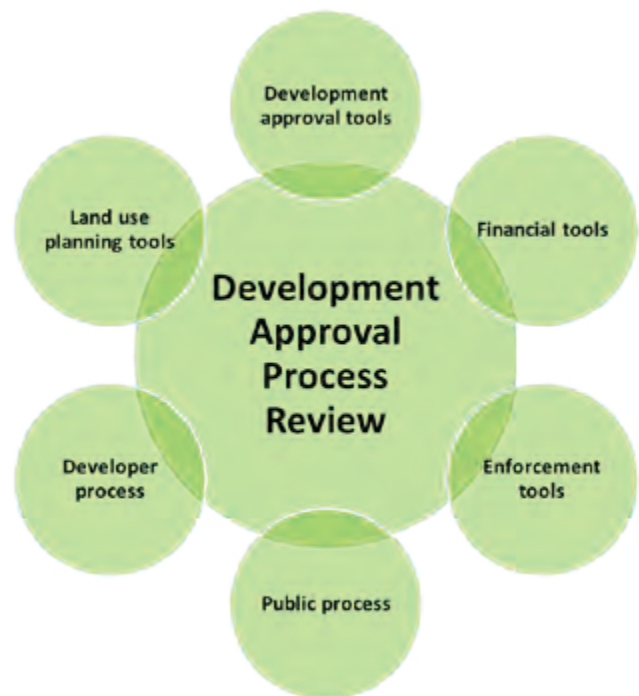 Development
approval tools
Land use
planning tools
Financial tools
Development
Approval
Process
Review
Developer
process
Enforcement
tools
Public process